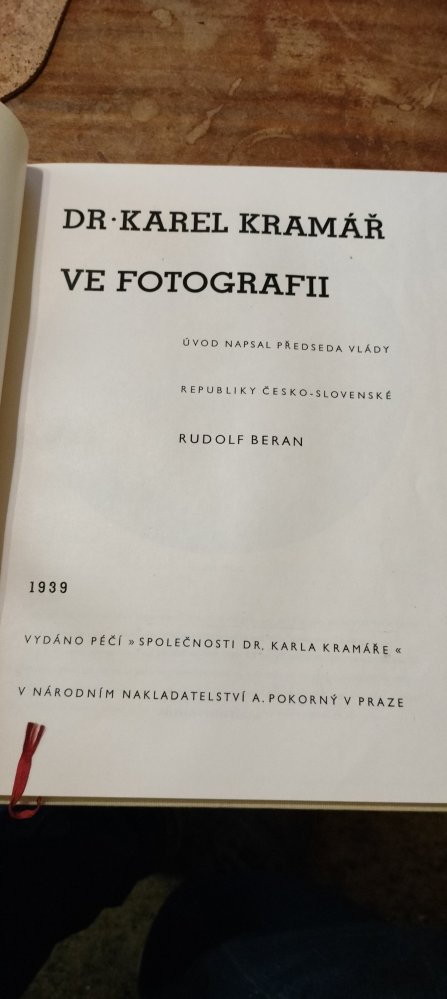 DR·KAREL KRAMÁŘ
VE FOTOGRAFII
ÚVOD NAPSAL PŘEDSEDA VLÁDY
REPUBLIKY ČESKO-SLOVENSKÉ
RUDOLF BERAN
1939
VYDÁNO PÉČÍ » SPOLEČNOSTI DR. KARLA KRAMÁŘE «
V NÁRODNÍM NAKLADATELSTVÍ A. POKORNÝ V PRAZE